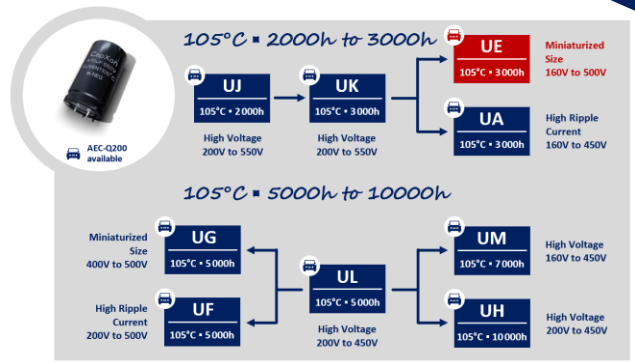 105°C ▪ 2000h to 3000h
CapXon
105°C
AEC-Q200
available
UJ
105°C • 2000h
High Voltage
200V to 550V
UK
105°C • 3000h
High Voltage
200V to 550V
UE
105°C • 3000h
Miniaturized
Size
160V to 500V
UA
105°C • 3000h
High Ripple
Current
160V to 450V
105°C ▪ 5000h to 10000h
Miniaturized
Size
400V to 500V
UG
105°C • 5000h
High Ripple
Current
200V to 500V
UF
105°C • 5000h
UL
105°C • 5000h
High Voltage
200V to 450V
UM
105°C • 7000h
High Voltage
160V to 450V
UH
105°C • 10000h
High Voltage
200V to 450V